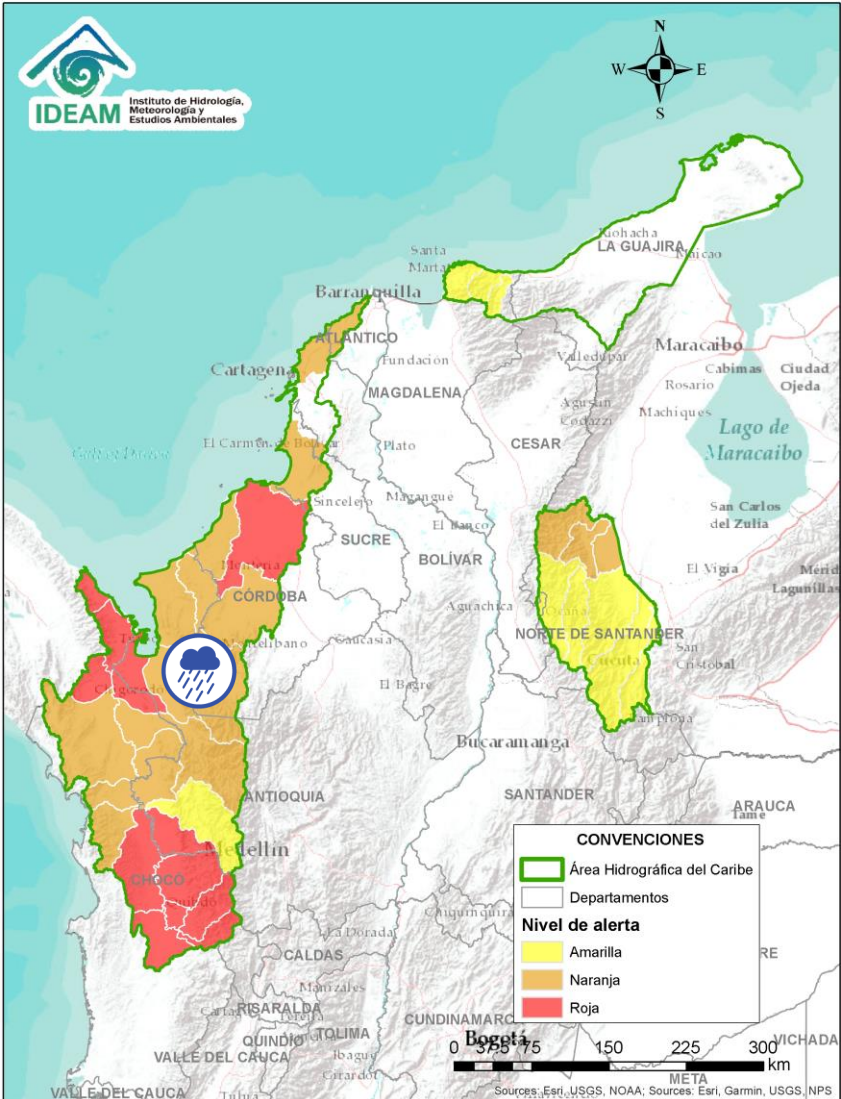 IDEAM
Instituto de Hidrología,
Meteorología y
Estudios Ambientales
N
W
E
S
Riohacha
LA GUAJIRA
Maicao
Santa
Marta
Barranquilla
ATLÁNTICO
Maracaibo
Cartagena
Fundación
Valledupar
Cabimas
Ciudad
Ojeda
Rosario
MAGDALENA
Machiques
Agustín
Codazzi
Lago de
Maracaibo
El Carmen de Bolívar
Plato
CESAR
Sincelejo
Magangué
San Carlos
del Zulia
El Banco
SUCRE
BOLÍVAR
Montería
El Vigía
Lagunillas
CÓRDOBA
Aguachica
Ocaña
NORTE DE SANTANDER
Montelíbano
Caucasia
San
Cristóbal
Cúcuta
El Bagre
Pamplona
Bucaramanga
ANTIOQUIA
SANTANDER
ARAUCA
Tame
Medellín
CHOCÓ
Quibdó
CONVENCIONES
Área Hidrográfica del Caribe
Departamentos
Nivel de alerta
Amarilla
Naranja
Roja
La Dorada
CALDAS
Manizales
RISARALDA
CUNDINAMARC
QUINDÍO
TOLIMA
Bogotá
VICHADA
VALLE DEL CAUCA
Ibagué
Girardot
0 37,5 75 150 225 300
km
META
VALLE DEL CAUCA
Tuluá
Sources: Esri, USGS, NOAA; Sources: Esri, Garmin, USGS, NPS